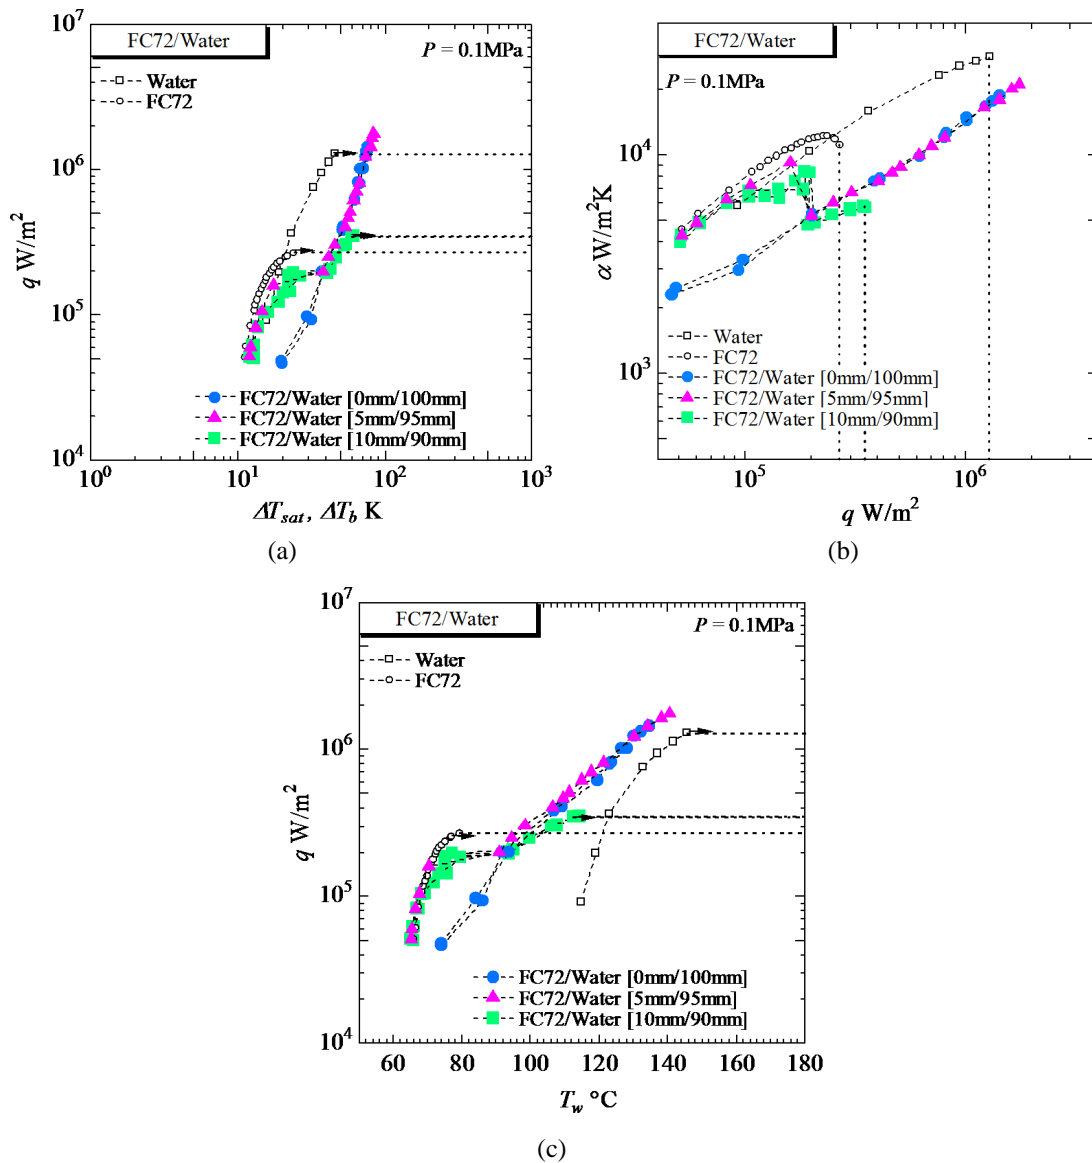 10^7
FC72/Water
P = 0.1MPa
Water
FC72
10^6
q W/m^2
10^5
FC72/Water [0mm/100mm]
FC72/Water [5mm/95mm]
FC72/Water [10mm/90mm]
10^4
10^0 10^1 10^2 10^3
ΔT_sat, ΔT_b K
(a)
FC72/Water
P = 0.1MPa
10^4
α W/m^2K
Water
FC72
FC72/Water [0mm/100mm]
FC72/Water [5mm/95mm]
FC72/Water [10mm/90mm]
10^3
10^5 10^6
q W/m^2
(b)
10^7
FC72/Water
P = 0.1MPa
Water
FC72
10^6
q W/m^2
10^5
FC72/Water [0mm/100mm]
FC72/Water [5mm/95mm]
FC72/Water [10mm/90mm]
10^4
60 80 100 120 140 160 180
T_w °C
(c)